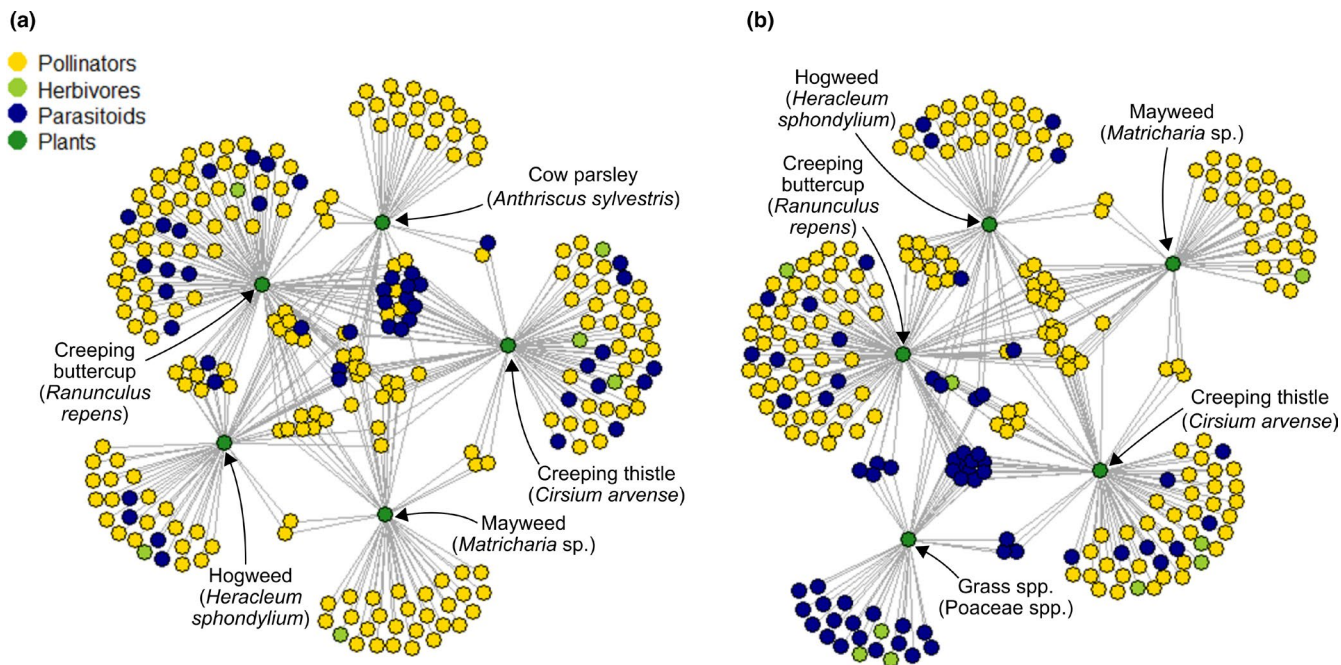 (a)
Pollinators
Herbivores
Parasitoids
Plants
Cow parsley
(Anthriscus sylvestris)
Creeping
buttercup
(Ranunculus
repens)
Creeping thistle
(Cirsium arvense)
Mayweed
(Matricharia sp.)
Hogweed
(Heracleum
sphondylium)
(b)
Hogweed
(Heracleum
sphondylium)
Mayweed
(Matricharia sp.)
Creeping
buttercup
(Ranunculus
repens)
Creeping thistle
(Cirsium arvense)
Grass spp.
(Poaceae spp.)